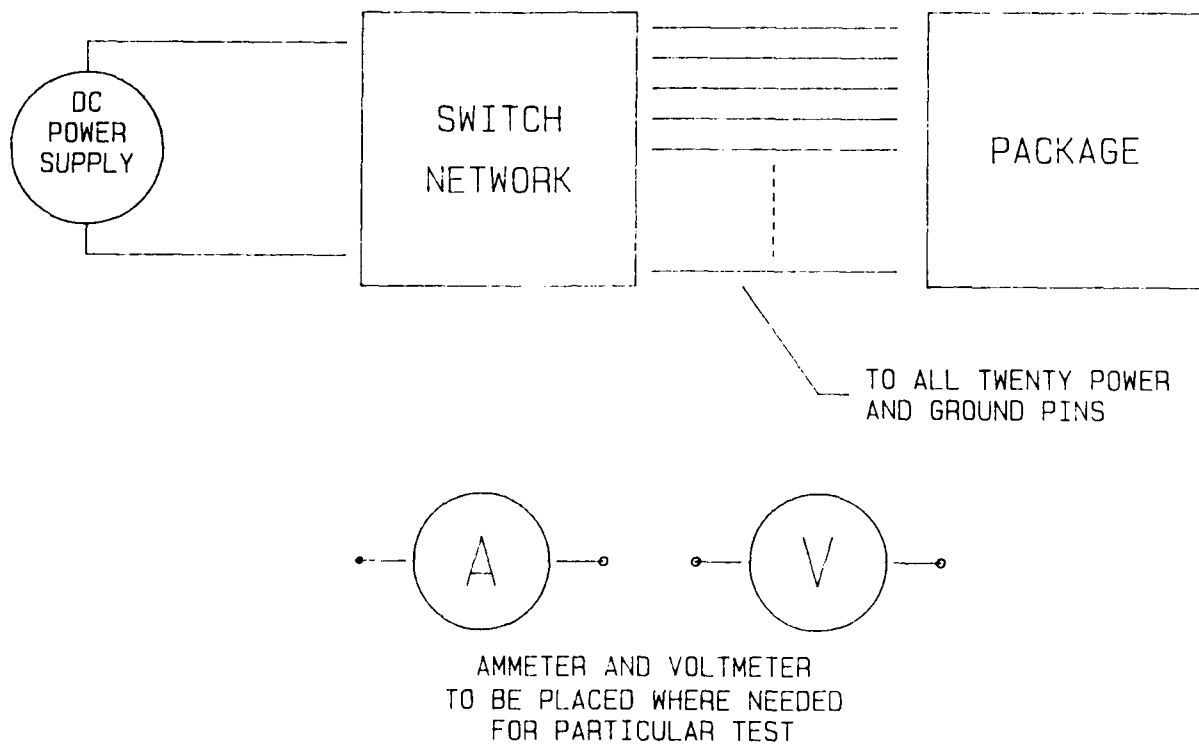 DC
POWER
SUPPLY
SWITCH
NETWORK
PACKAGE
TO ALL TWENTY POWER
AND GROUND PINS
A
V
AMMETER AND VOLTMETER
TO BE PLACED WHERE NEEDED
FOR PARTICULAR TEST